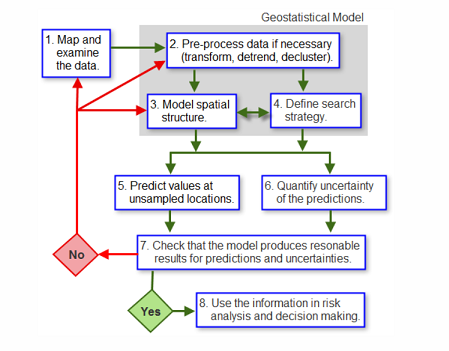 Geostatistical Model
1. Map and
examine
the data.
2. Pre-process data if necessary
(transform, detrend, decluster).
3. Model spatial
structure.
4. Define search
strategy.
5. Predict values at
unsampled locations.
6. Quantify uncertainty
of the predictions.
7. Check that the model produces resonable
results for predictions and uncertainties.
No
Yes
8. Use the information in risk
analysis and decision making.